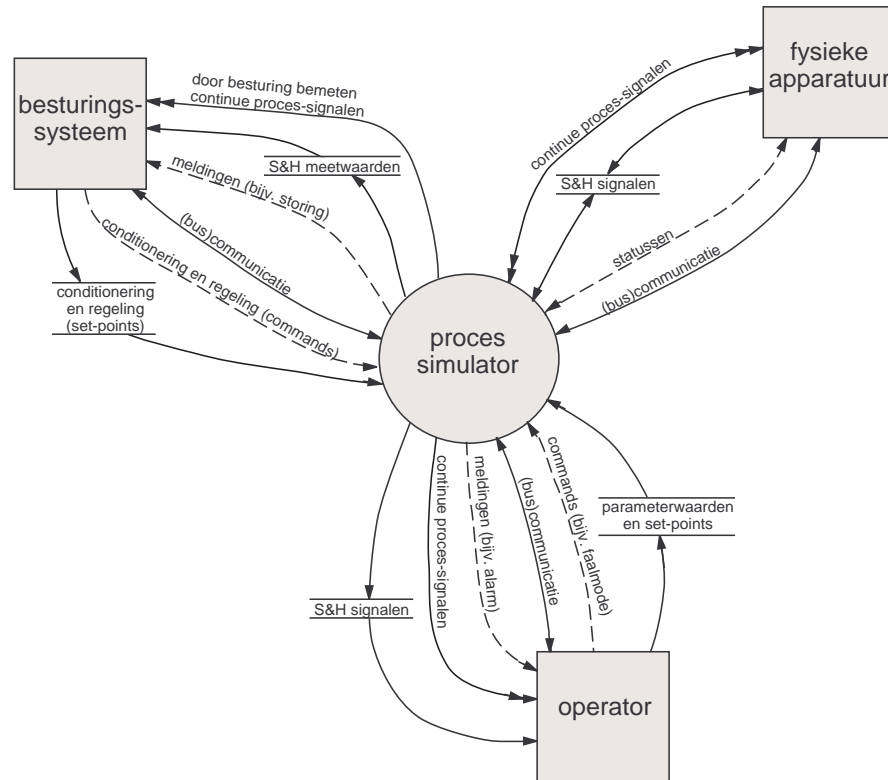 fysieke
apparatuur
besturings-
systeem
door besturing bemeten
continue proces-signalen
S&H meetwaarden
meldingen (bijv. storing)
(bus)communicatie
conditionering en regeling (commands)
conditionering
en regeling
(set-points)
continue proces-signalen
S&H signalen
statussen
(bus)communicatie
proces
simulator
S&H signalen
continue proces-signalen
meldingen (bijv. alarm)
(bus)communicatie
commands (bijv. faalmode)
parameterwaarden
en set-points
operator